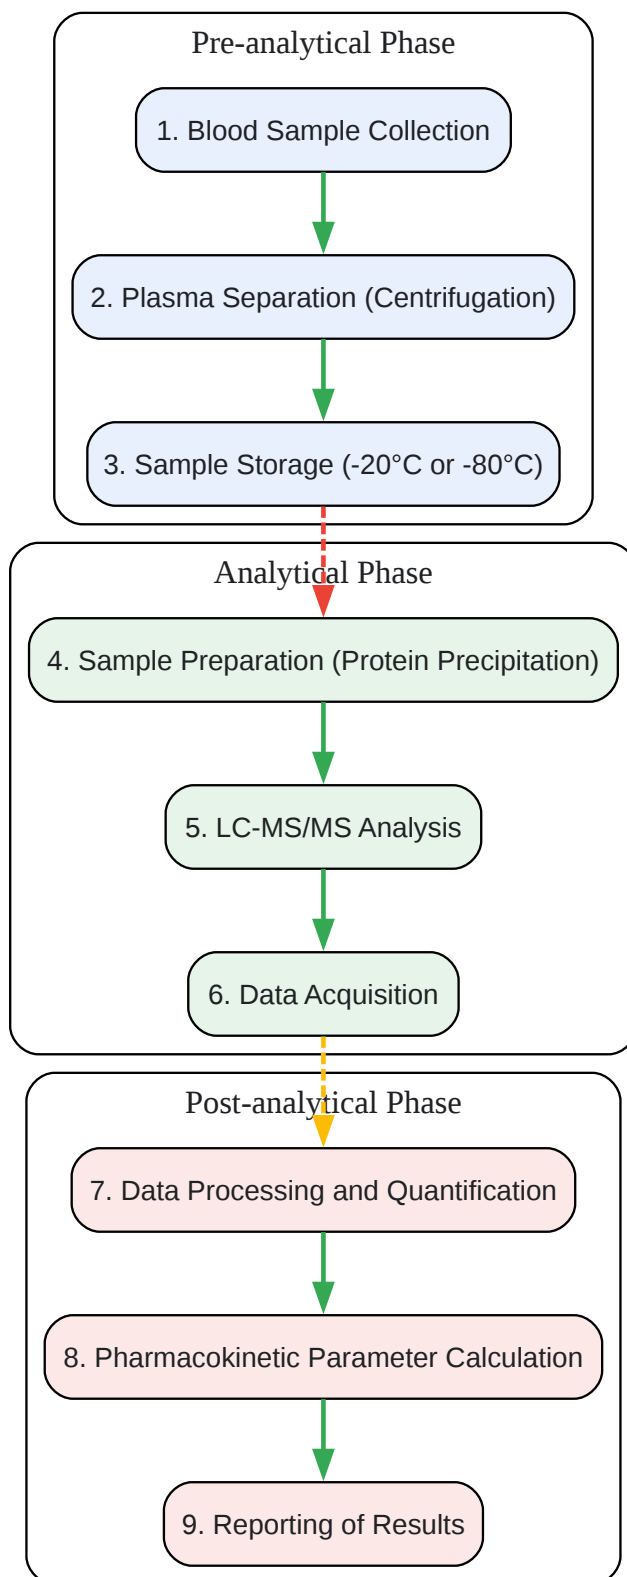 Pre-analytical Phase
1. Blood Sample Collection
2. Plasma Separation (Centrifugation)
3. Sample Storage (-20°C or -80°C)
Analytical Phase
4. Sample Preparation (Protein Precipitation)
5. LC-MS/MS Analysis
6. Data Acquisition
Post-analytical Phase
7. Data Processing and Quantification
8. Pharmacokinetic Parameter Calculation
9. Reporting of Results